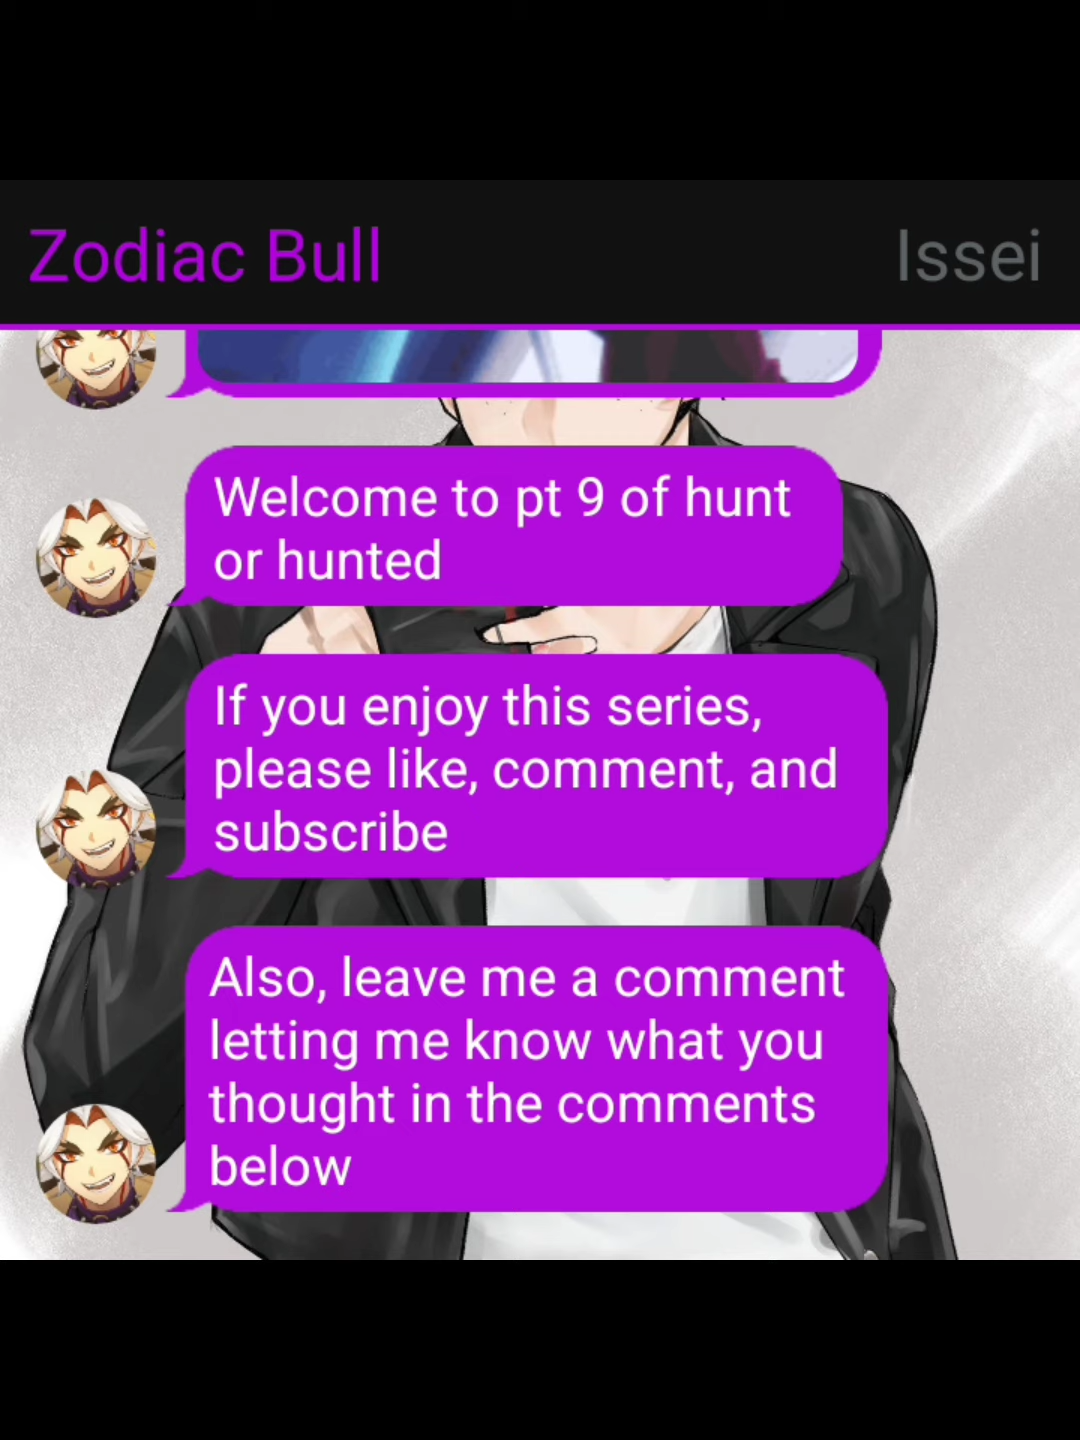 Zodiac Bull Issei
Welcome to pt 9 of hunt
or hunted
If you enjoy this series,
please like, comment, and
subscribe
Also, leave me a comment
letting me know what you
thought in the comments
below